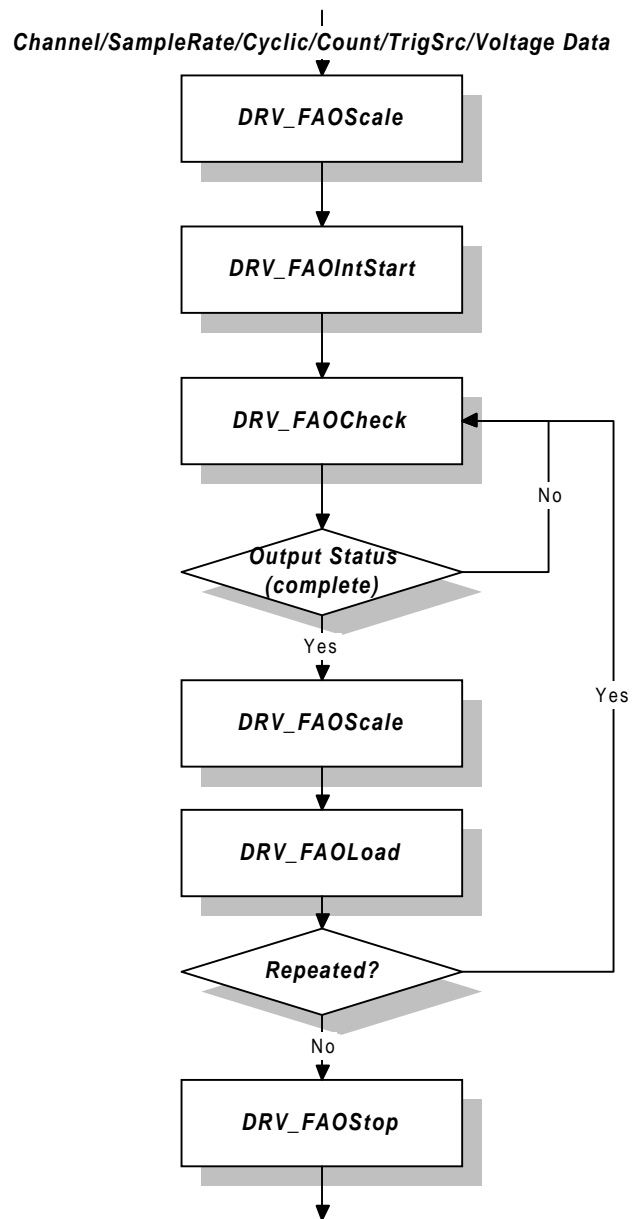 Channel/SampleRate/Cyclic/Count/TrigSrc/Voltage Data
DRV_FAOScale
DRV_FAOIntStart
DRV_FAOCheck
No
Output Status
(complete)
Yes
DRV_FAOScale
Yes
DRV_FAOLoad
Repeated?
No
DRV_FAOStop